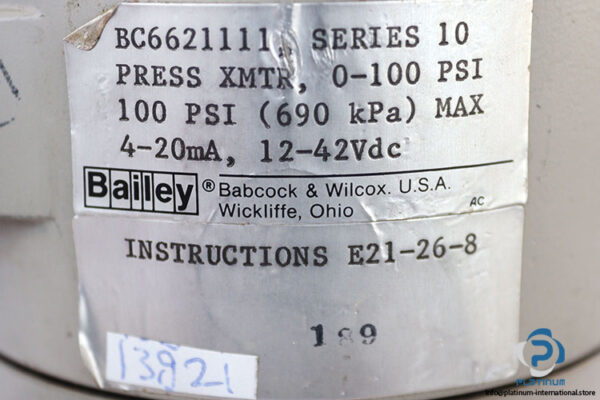 BC6621111, SERIES 10
PRESS XMTR, 0-100 PSI
100 PSI (690 kPa) MAX
4-20mA, 12-42Vdc
Bailey ® Babcock & Wilcox. U.S.A.
Wickliffe, Ohio AC
INSTRUCTIONS E21-26-8
189
13921
PLATINUM
info@platinum-international.store